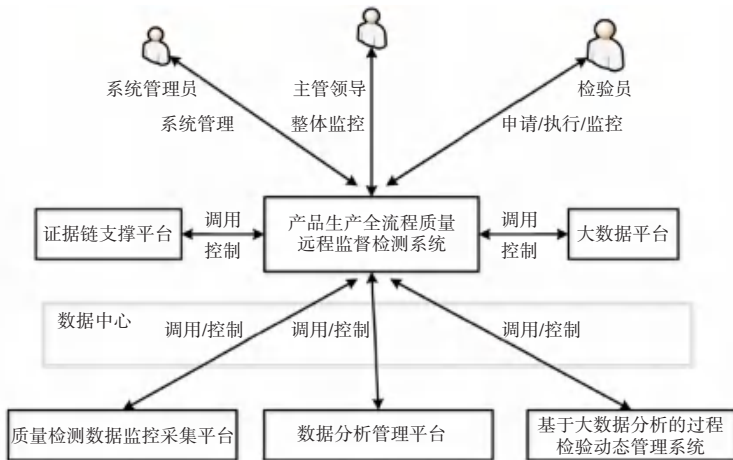 系统管理员
主管领导
检验员
系统管理
整体监控
申请/执行/监控
证据链支撑平台
调用
控制
产品生产全流程质量
远程监督检测系统
调用
控制
大数据平台
数据中心
调用/控制
调用/控制
调用/控制
质量检测数据监控采集平台
数据分析管理平台
基于大数据分析的过程
检验动态管理系统